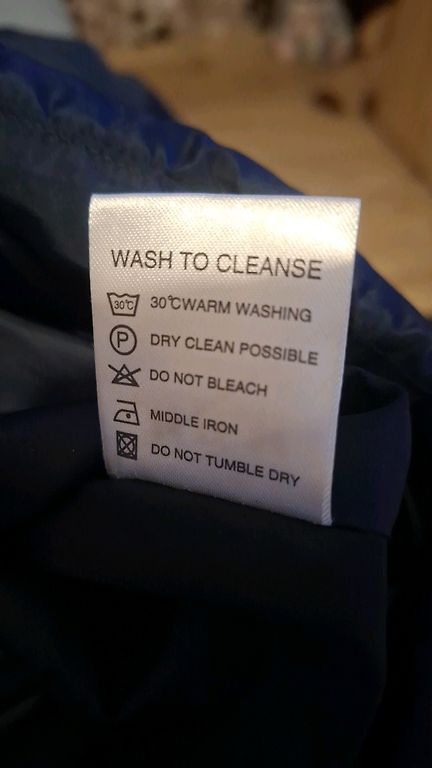 WASH TO CLEANSE
30℃ 30℃WARM WASHING
P DRY CLEAN POSSIBLE
DO NOT BLEACH
MIDDLE IRON
DO NOT TUMBLE DRY